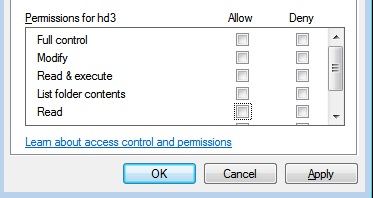 Permissions for hd3 Allow Deny
Full control
Modify
Read & execute
List folder contents
Read
Learn about access control and permissions
OK Cancel Apply